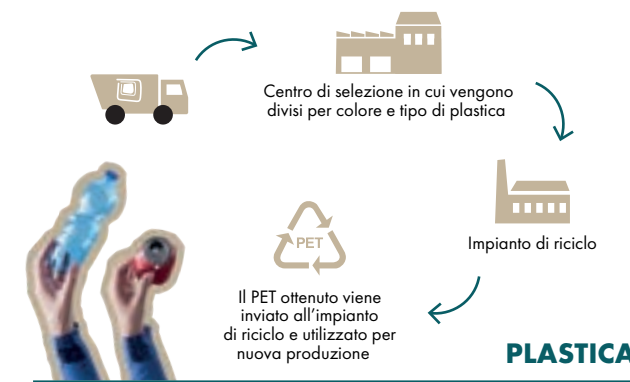 Centro di selezione in cui vengono
divisi per colore e tipo di plastica
Impianto di riciclo
PET
Il PET ottenuto viene
inviato all’impianto
di riciclo e utilizzato per
nuova produzione
PLASTICA